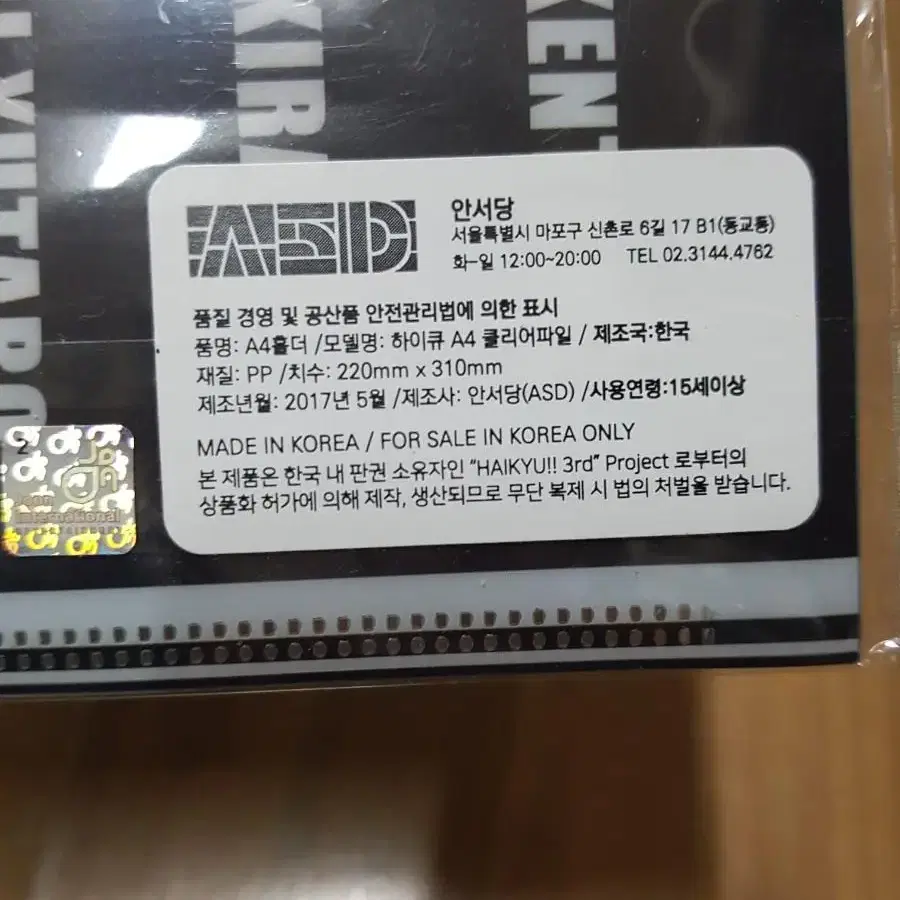 KIRA
KEN
ASD
안서당
서울특별시 마포구 신촌로 6길 17 B1(동교동)
화-일 12:00~20:00 TEL 02.3144.4762
품질 경영 및 공산품 안전관리법에 의한 표시
품명: A4홀더 /모델명: 하이큐 A4 클리어파일 / 제조국:한국
재질: PP /치수: 220mm x 310mm
제조년월: 2017년 5월 /제조사: 안서당(ASD) /사용연령:15세이상
MADE IN KOREA / FOR SALE IN KOREA ONLY
본 제품은 한국 내 판권 소유자인 “HAIKYU!! 3rd” Project 로부터의
상품화 허가에 의해 제작, 생산되므로 무단 복제 시 법의 처벌을 받습니다.
2
international